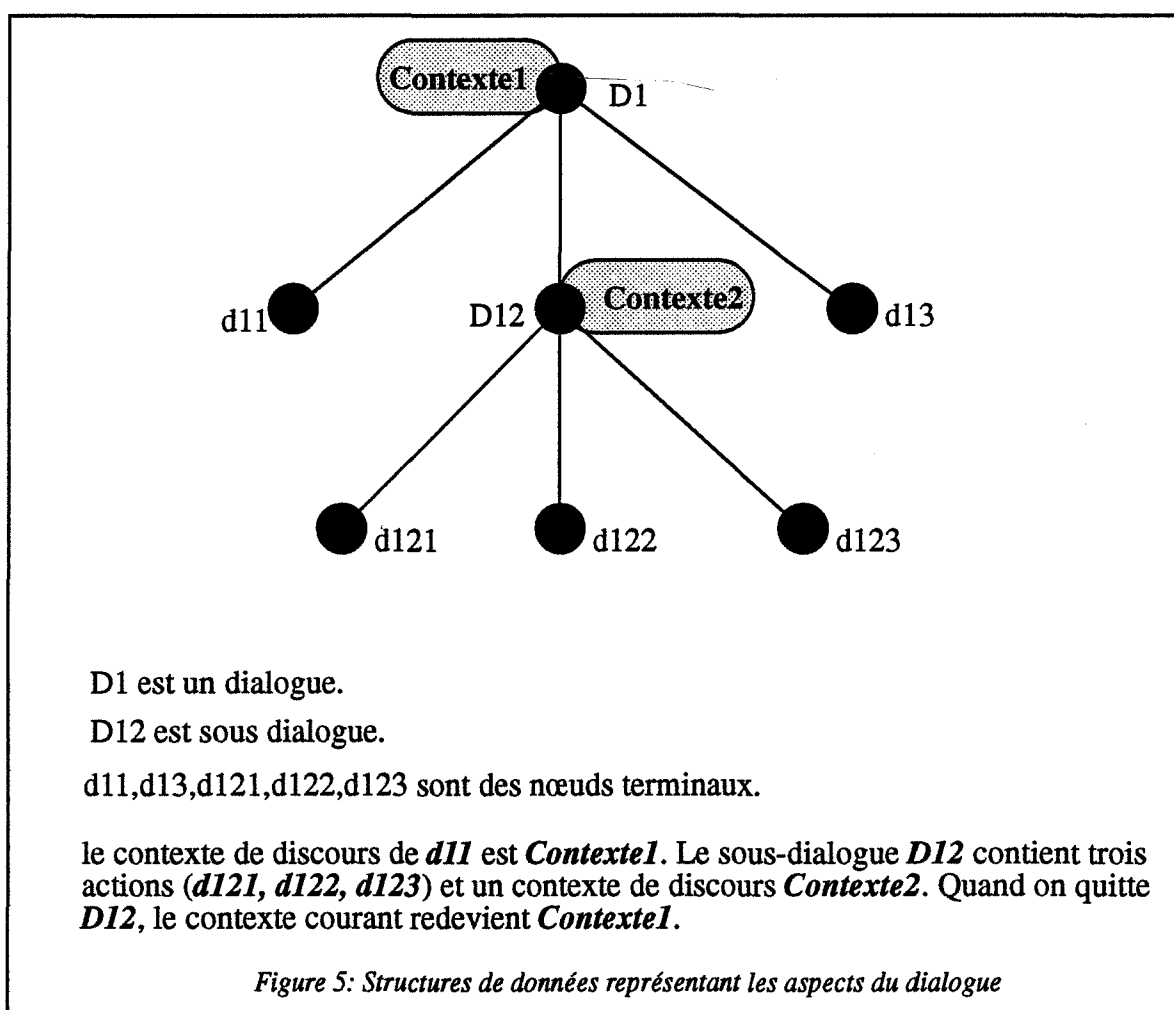 Contexte1
D1
d11
D12
Contexte2
d13
d121
d122
d123
D1 est un dialogue.
D12 est sous dialogue.
d11,d13,d121,d122,d123 sont des nœuds terminaux.
le contexte de discours de d11 est Contexte1. Le sous-dialogue D12 contient trois
actions (d121, d122, d123) et un contexte de discours Contexte2. Quand on quitte
D12, le contexte courant redevient Contexte1.
Figure 5: Structures de données représentant les aspects du dialogue